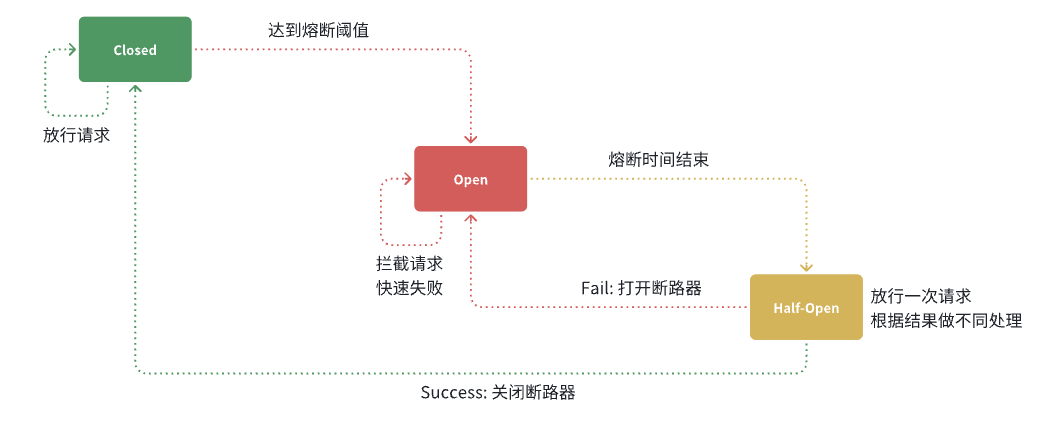 达到熔断阈值
Closed
放行请求
熔断时间结束
Open
拦截请求
快速失败
Fail: 打开断路器
Half-Open
放行一次请求
根据结果做不同处理
Success: 关闭断路器